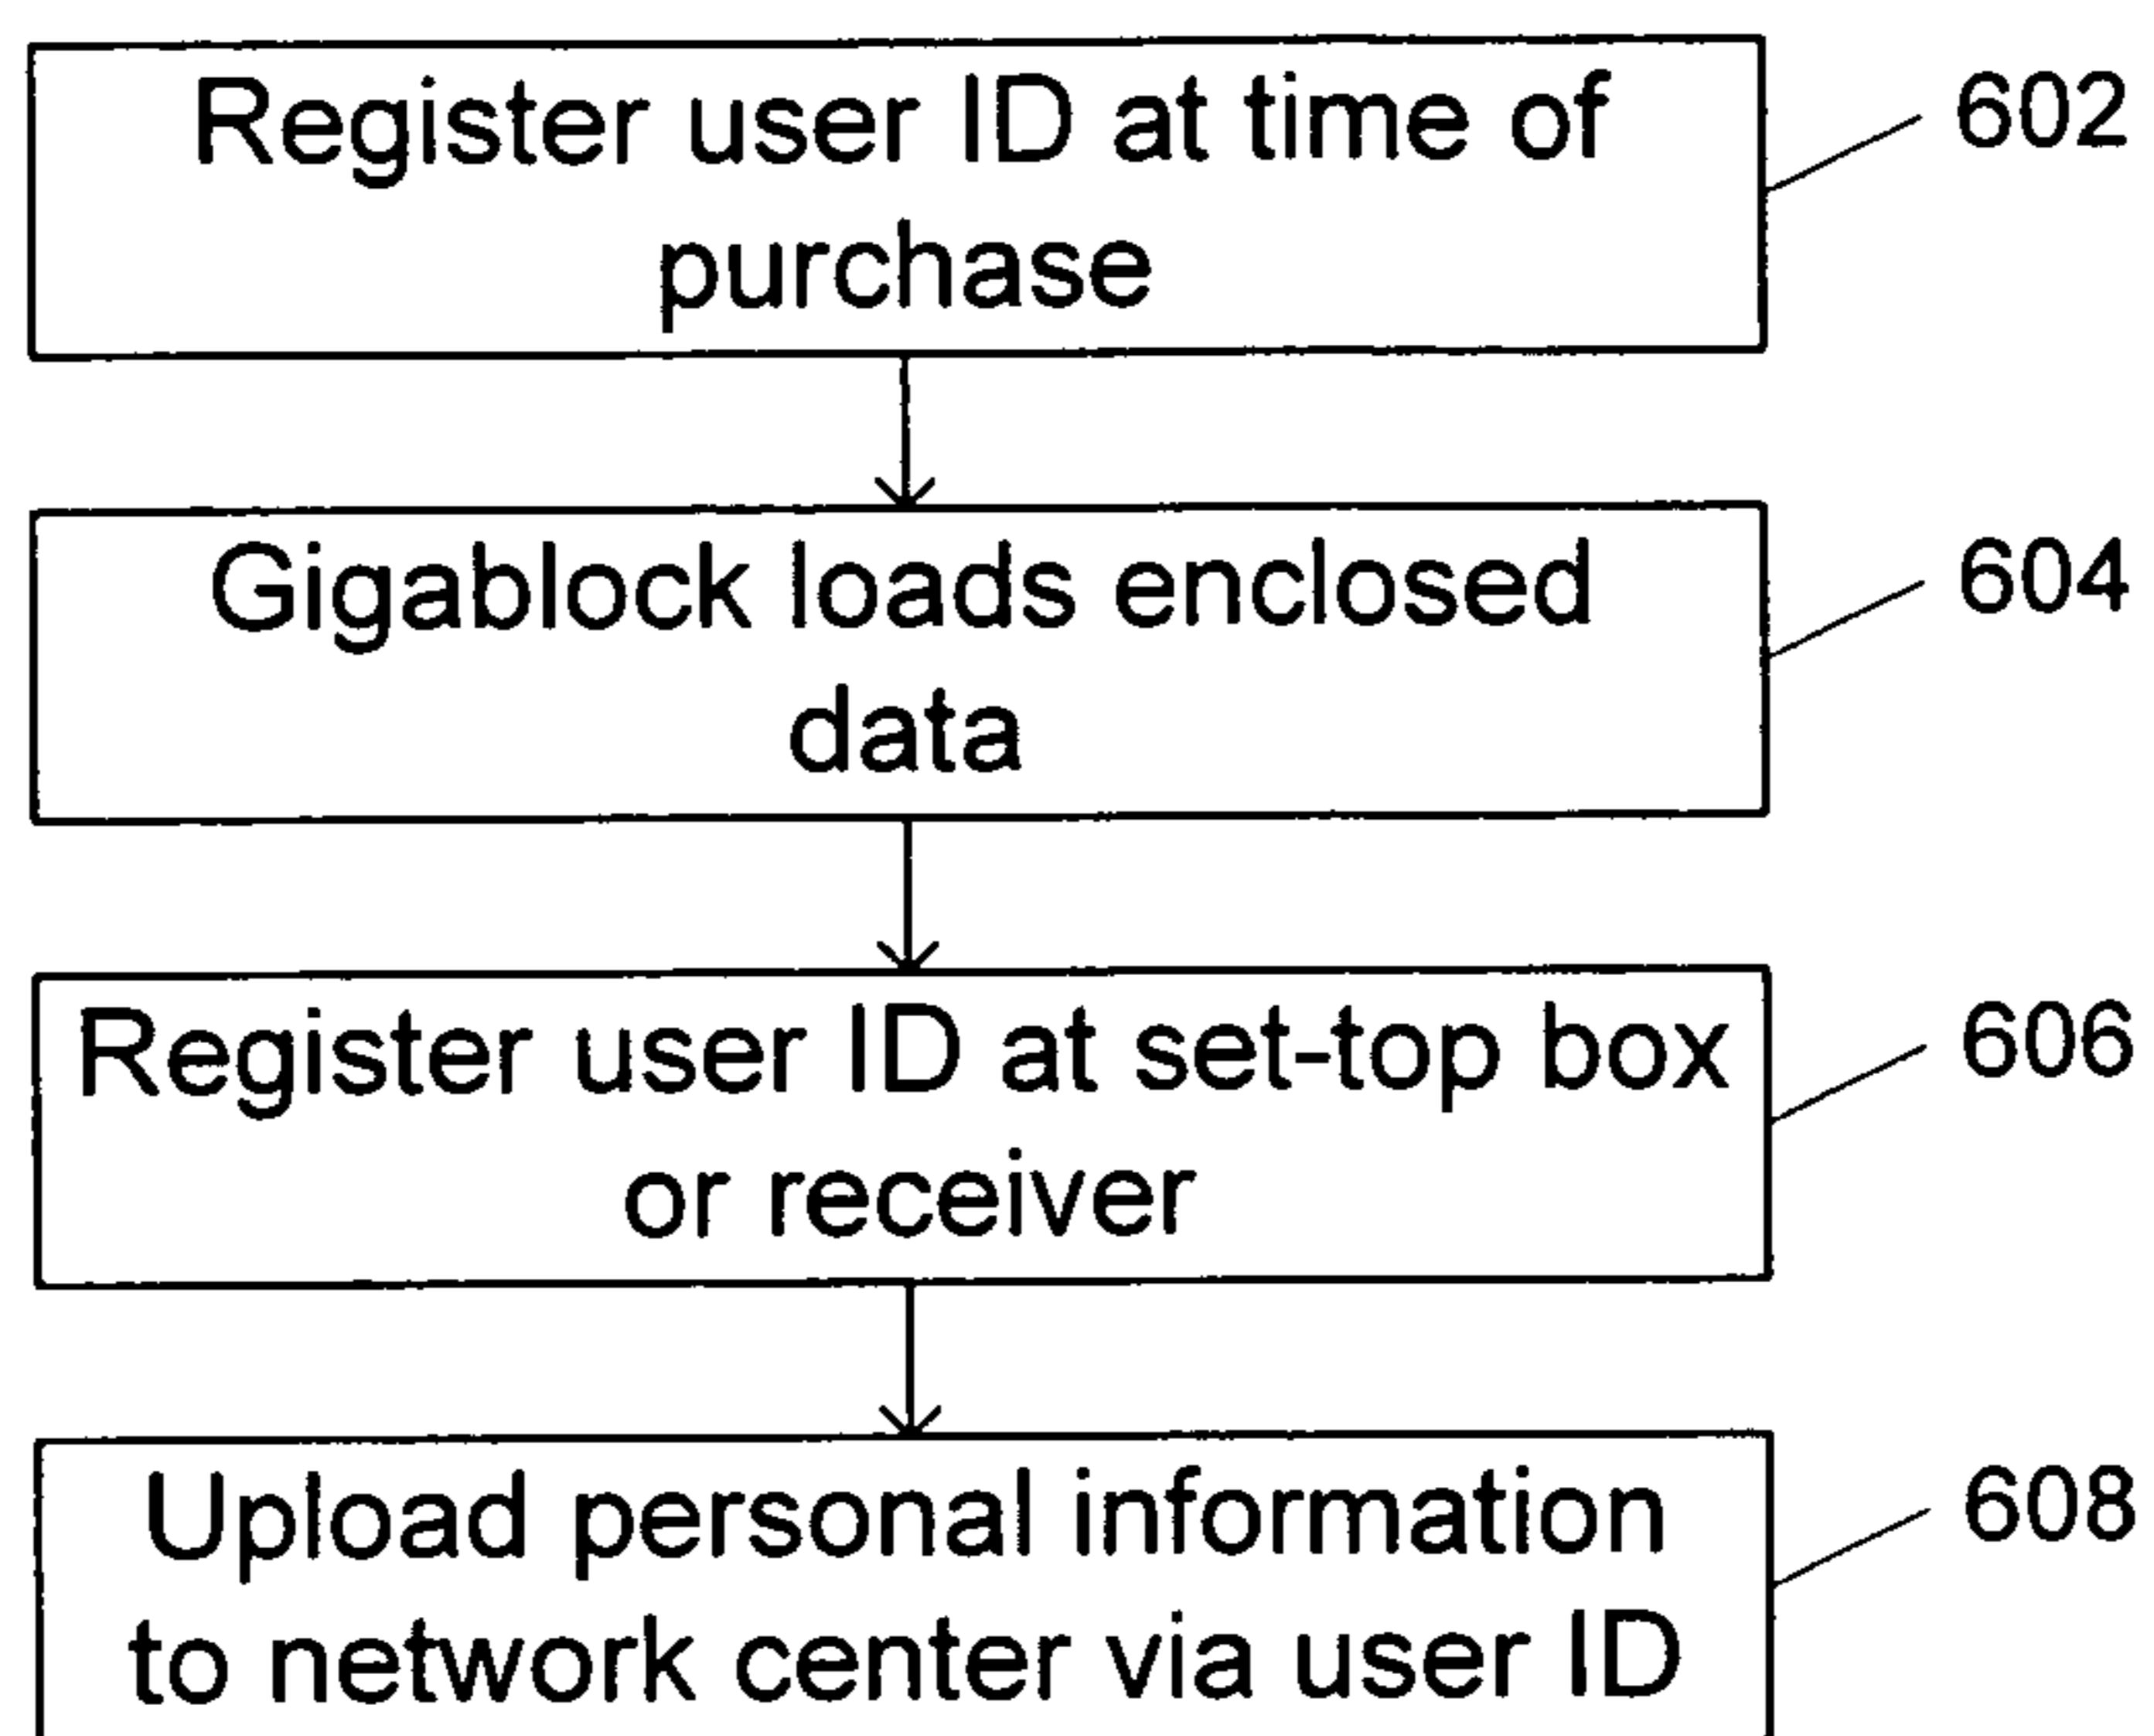 Register user ID at time of
purchase
602
Gigablock loads enclosed
data
604
Register user ID at set-top box
or receiver
606
Upload personal information
to network center via user ID
608